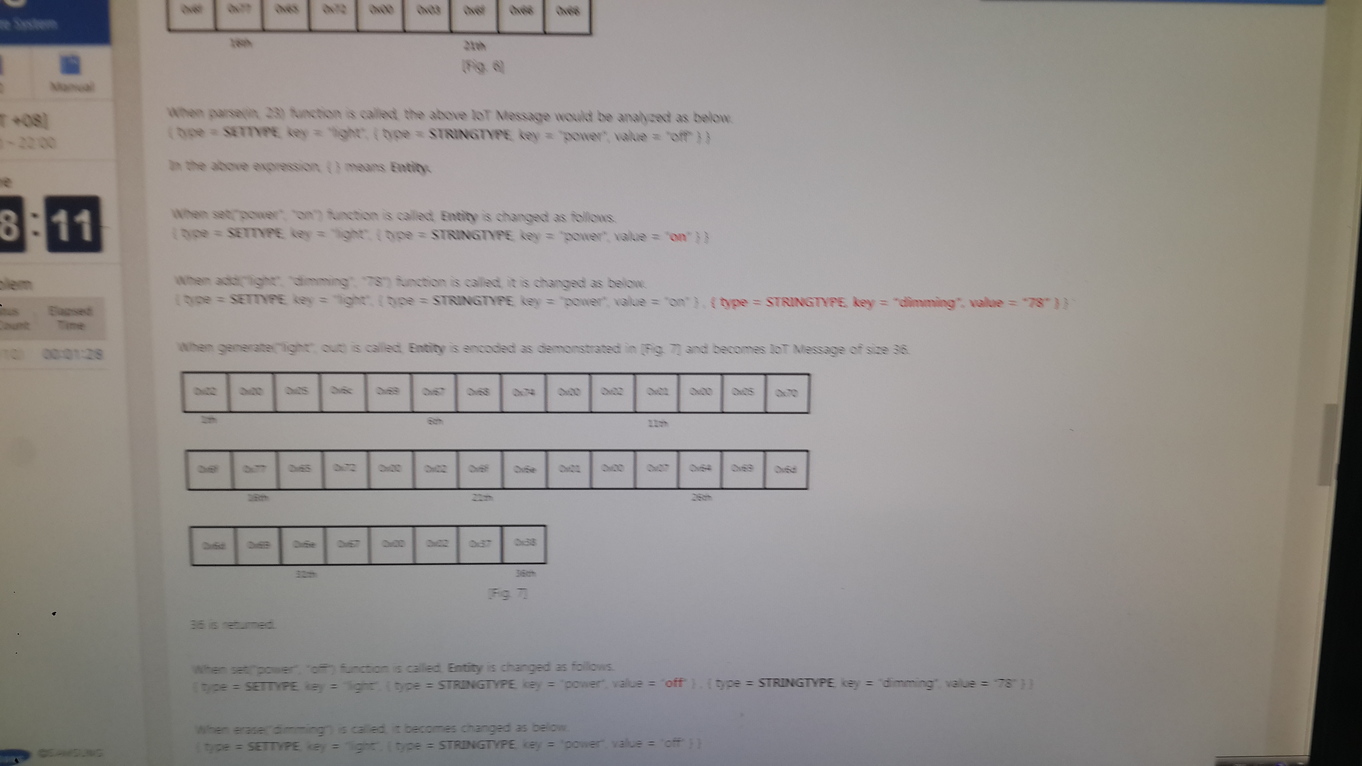 re System
Manual
T +08]
~ 22:00
8:11
Elapsed
Time
00:01:28
0x6f 0x77 0x65 0x72 0x00 0x03 0x6f 0x66 0x66
16th 21th
[Fig. 6]
When parse(in, 23) function is called, the above IoT Message would be analyzed as below.
{ type = SETTYPE, key = "light", { type = STRINGTYPE, key = "power", value = "off" } }
In the above expression, { } means Entity.
When set("power", "on") function is called, Entity is changed as follows.
{ type = SETTYPE, key = "light", { type = STRINGTYPE, key = "power", value = "on" } }
When add("light", "dimming", "78") function is called, it is changed as below.
{ type = SETTYPE, key = "light", { type = STRINGTYPE, key = "power", value = "on" } , { type = STRINGTYPE, key = "dimming", value = "78" } }
When generate("light", out) is called, Entity is encoded as demonstrated in [Fig. 7] and becomes IoT Message of size 36.
0x02 0x00 0x05 0x6c 0x69 0x67 0x68 0x74 0x00 0x02 0x01 0x00 0x05 0x70
1th 6th 11th
0x6f 0x77 0x65 0x72 0x00 0x02 0x6f 0x6e 0x01 0x00 0x07 0x64 0x69 0x6d
16th 21th 26th
0x6d 0x69 0x6e 0x67 0x00 0x02 0x37 0x38
31th 36th
[Fig. 7]
36 is returned.
When set("power", "off") function is called, Entity is changed as follows.
{ type = SETTYPE, key = "light", { type = STRINGTYPE, key = "power", value = "off" } , { type = STRINGTYPE, key = "dimming", value = "78" } }
When erase("dimming") is called, it becomes changed as below.
{ type = SETTYPE, key = "light", { type = STRINGTYPE, key = "power", value = "off" } }
@SAMSUNG